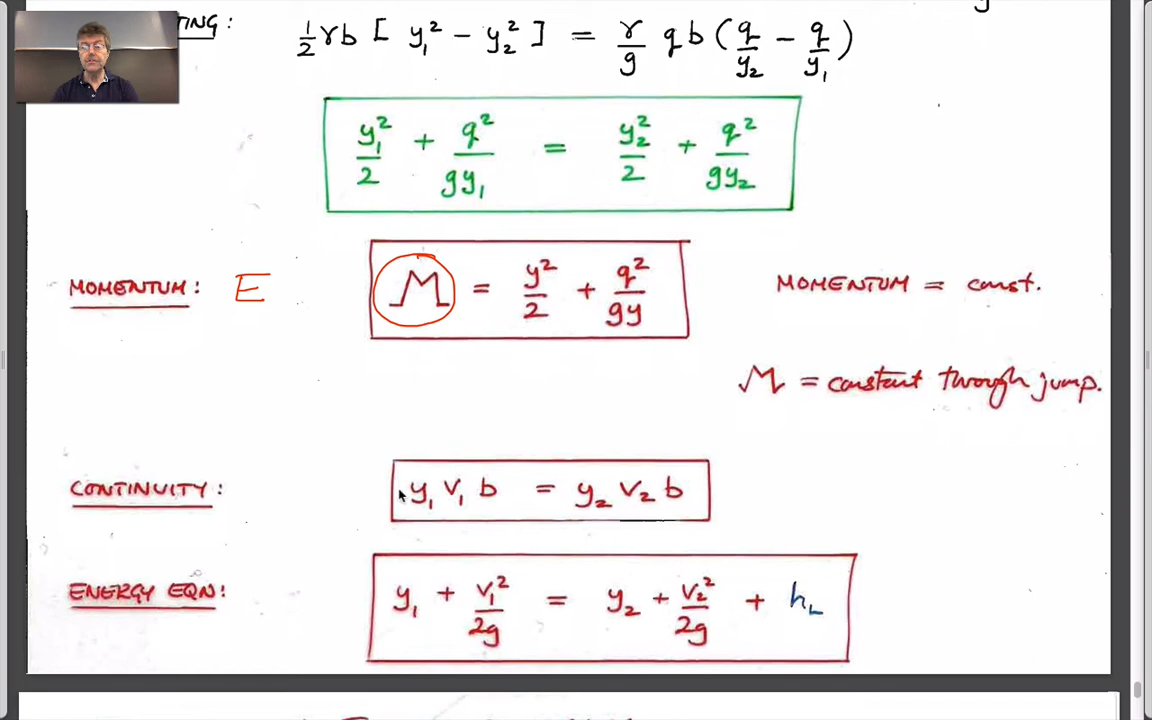 TING:
½ γb [ y₁² − y₂² ] = γ/g qb ( q/y₂ − q/y₁ )
y₁²/2 + q²/gy₁ = y₂²/2 + q²/gy₂
MOMENTUM: E M = y²/2 + q²/gy MOMENTUM = const.
M = constant through jump.
CONTINUITY: y₁ v₁ b = y₂ v₂ b
ENERGY EQN: y₁ + v₁²/2g = y₂ + v₂²/2g + h_L